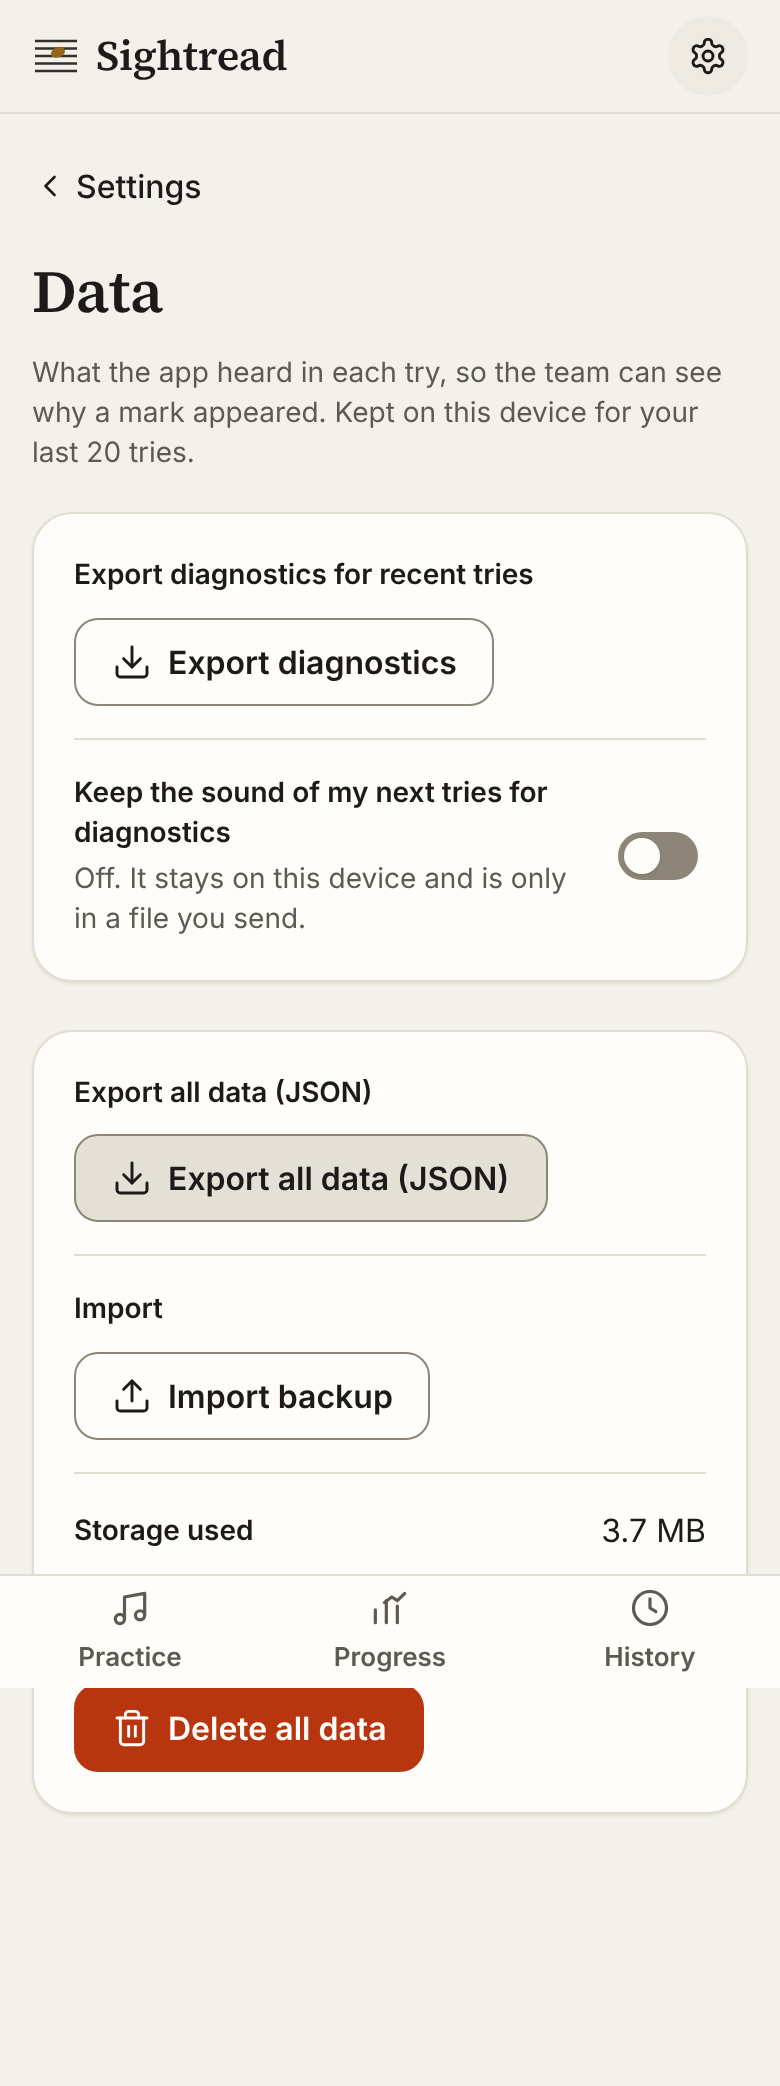 Sightread
Settings
Data
What the app heard in each try, so the team can see
why a mark appeared. Kept on this device for your
last 20 tries.
Export diagnostics for recent tries
Export diagnostics
Keep the sound of my next tries for
diagnostics
Off. It stays on this device and is only
in a file you send.
Export all data (JSON)
Export all data (JSON)
Import
Import backup
Storage used 3.7 MB
Practice Progress History
Delete all data